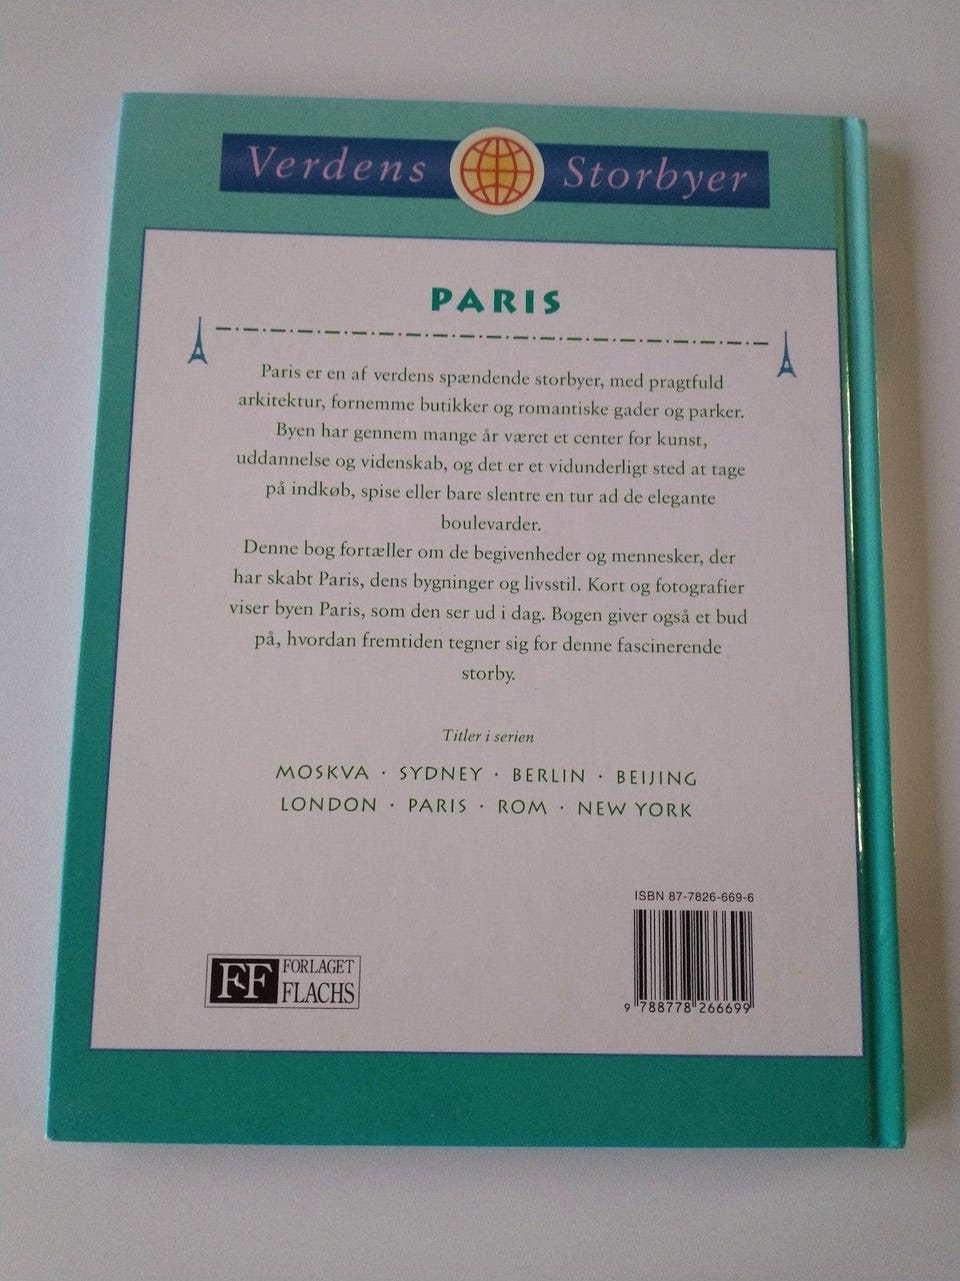 Verdens Storbyer
PARIS
Paris er en af verdens spændende storbyer, med pragtfuld
arkitektur, fornemme butikker og romantiske gader og parker.
Byen har gennem mange år været et center for kunst,
uddannelse og videnskab, og det er et vidunderligt sted at tage
på indkøb, spise eller bare slentre en tur ad de elegante
boulevarder.
Denne bog fortæller om de begivenheder og mennesker, der
har skabt Paris, dens bygninger og livsstil. Kort og fotografier
viser byen Paris, som den ser ud i dag. Bogen giver også et bud
på, hvordan fremtiden tegner sig for denne fascinerende
storby.
Titler i serien
MOSKVA · SYDNEY · BERLIN · BEIJING
LONDON · PARIS · ROM · NEW YORK
ISBN 87-7826-669-6
9 788778 266699
FF
FORLAGET
FLACHS